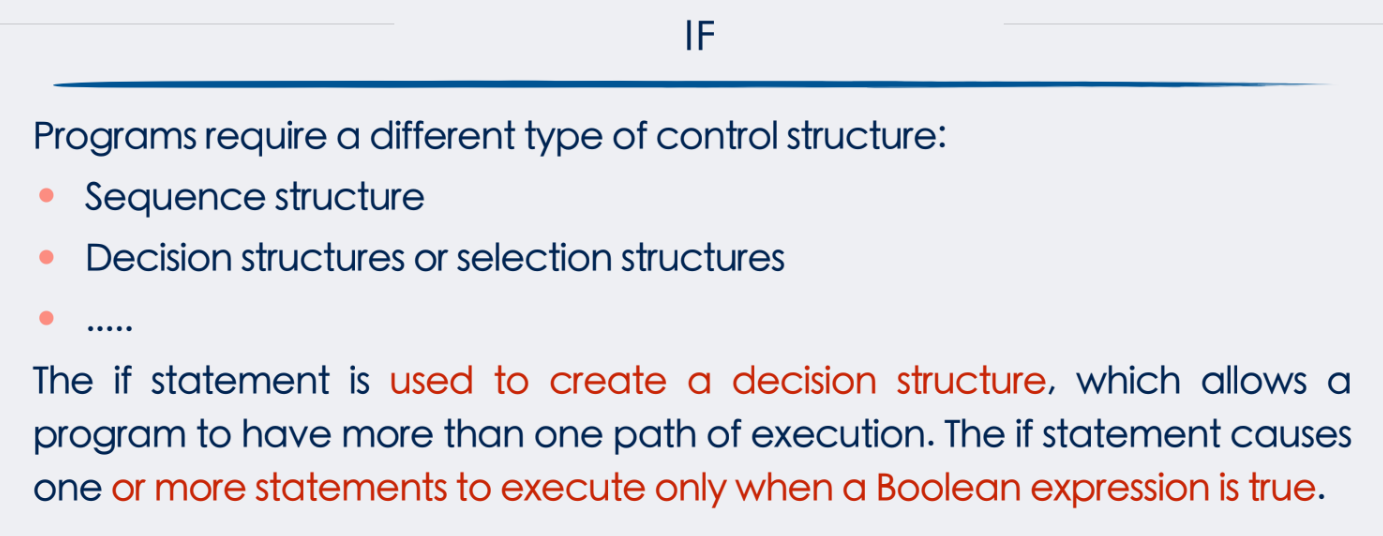 IF
Programs require a different type of control structure:
• Sequence structure
• Decision structures or selection structures
• .....
The if statement is used to create a decision structure, which allows a
program to have more than one path of execution. The if statement causes
one or more statements to execute only when a Boolean expression is true.